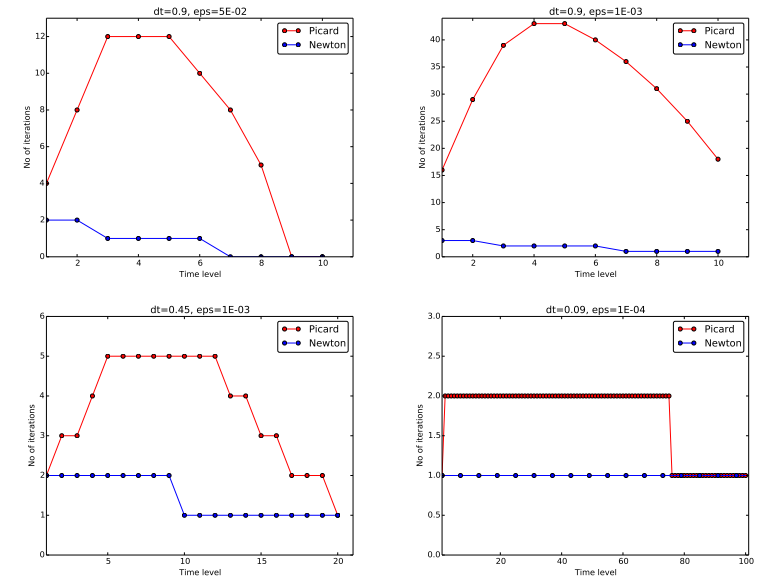 dt=0.9, eps=5E-02
Picard
Newton
No of iterations
12
10
8
6
4
2
0
2 4 6 8 10
Time level
dt=0.9, eps=1E-03
Picard
Newton
No of iterations
40
35
30
25
20
15
10
5
0
2 4 6 8 10
Time level
dt=0.45, eps=1E-03
Picard
Newton
No of iterations
6
5
4
3
2
1
0
5 10 15 20
Time level
dt=0.09, eps=1E-04
Picard
Newton
No of iterations
3.0
2.5
2.0
1.5
1.0
0.5
0.0
20 40 60 80 100
Time level